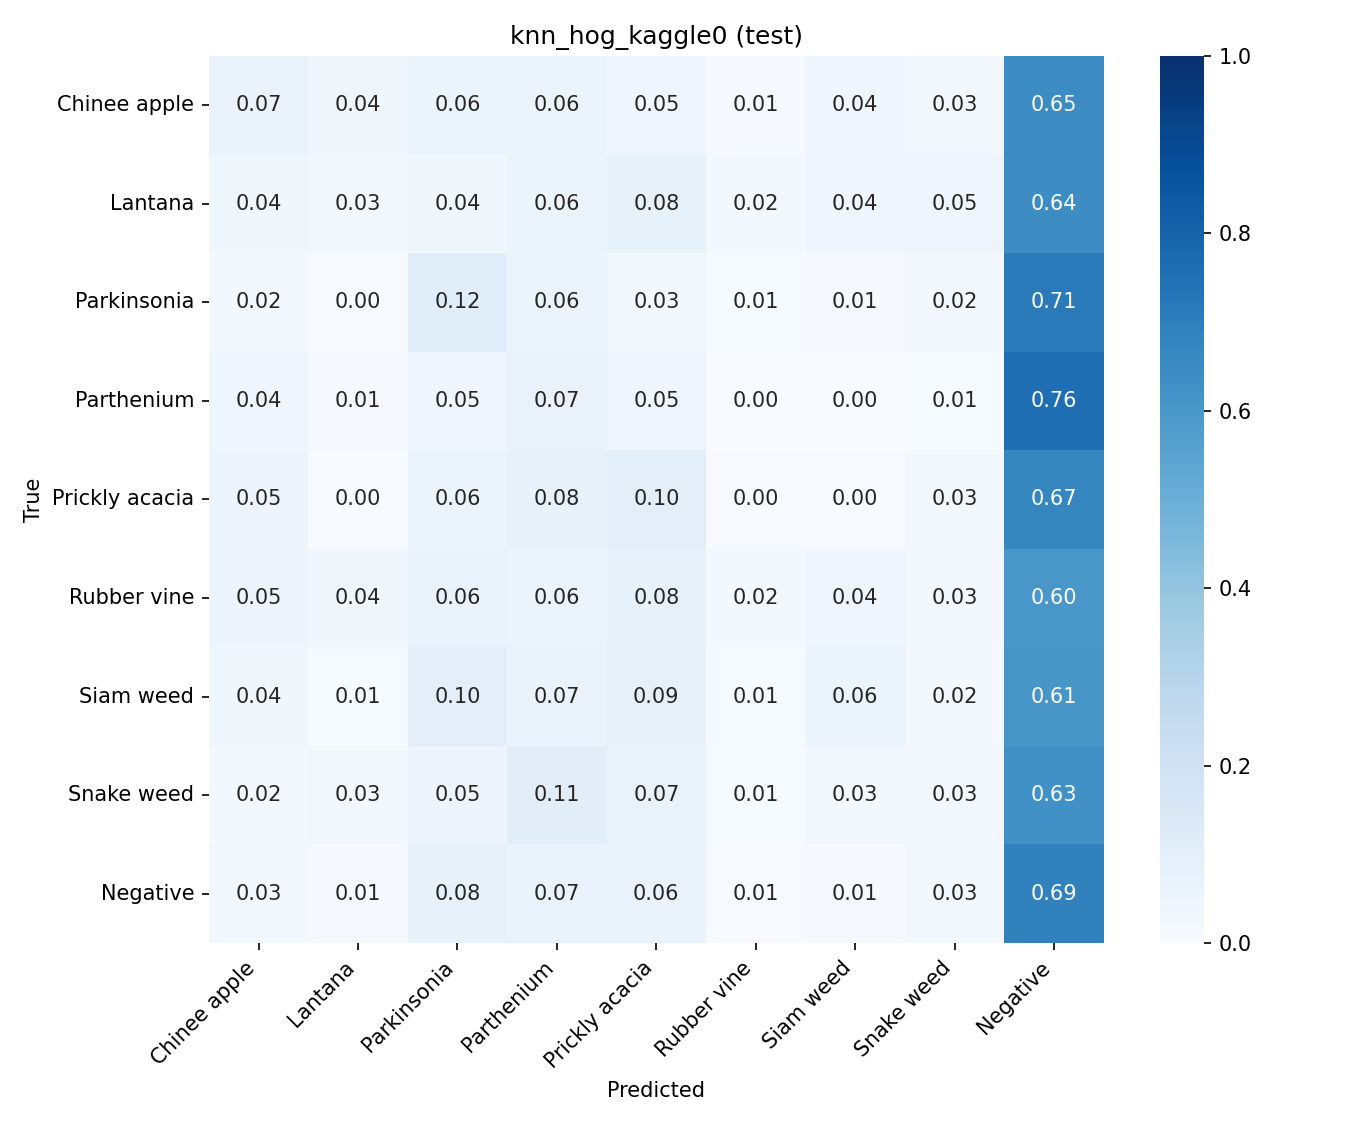 knn_hog_kaggle0 (test)
Chinee apple 0.07 0.04 0.06 0.06 0.05 0.01 0.04 0.03 0.65
Lantana 0.04 0.03 0.04 0.06 0.08 0.02 0.04 0.05 0.64
Parkinsonia 0.02 0.00 0.12 0.06 0.03 0.01 0.01 0.02 0.71
Parthenium 0.04 0.01 0.05 0.07 0.05 0.00 0.00 0.01 0.76
Prickly acacia 0.05 0.00 0.06 0.08 0.10 0.00 0.00 0.03 0.67
Rubber vine 0.05 0.04 0.06 0.06 0.08 0.02 0.04 0.03 0.60
Siam weed 0.04 0.01 0.10 0.07 0.09 0.01 0.06 0.02 0.61
Snake weed 0.02 0.03 0.05 0.11 0.07 0.01 0.03 0.03 0.63
Negative 0.03 0.01 0.08 0.07 0.06 0.01 0.01 0.03 0.69
True
Chinee apple Lantana Parkinsonia Parthenium Prickly acacia Rubber vine Siam weed Snake weed Negative
Predicted
1.0
0.8
0.6
0.4
0.2
0.0